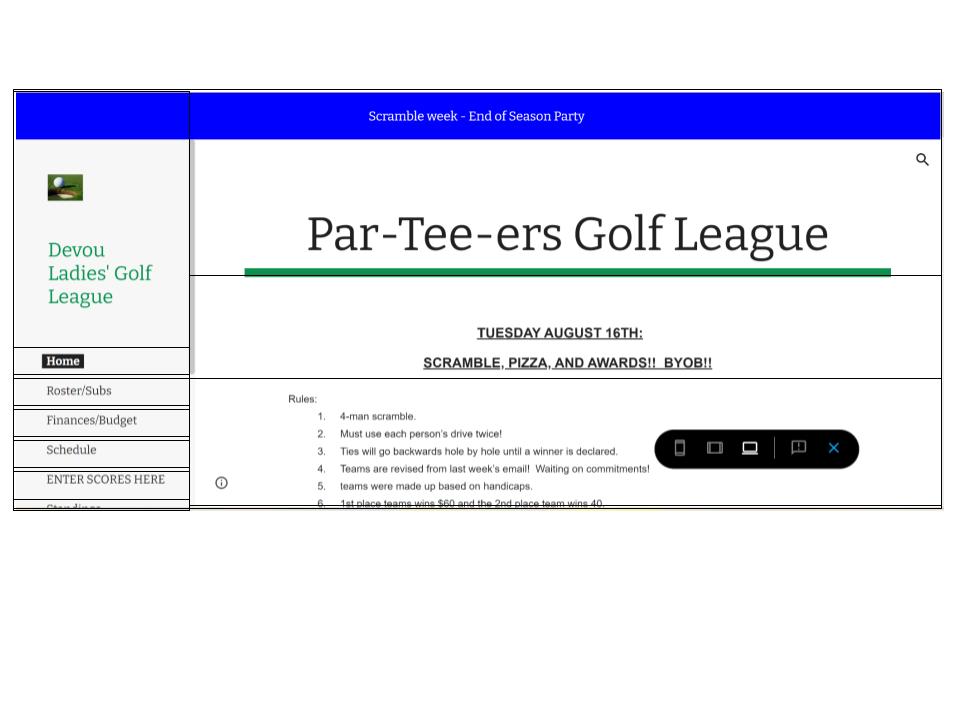 Scramble week - End of Season Party
Devou
Ladies' Golf
League
Home
Roster/Subs
Finances/Budget
Schedule
ENTER SCORES HERE
Standings
Par-Tee-ers Golf League
TUESDAY AUGUST 16TH:
SCRAMBLE, PIZZA, AND AWARDS!!  BYOB!!
Rules:
1. 4-man scramble.
2. Must use each person's drive twice!
3. Ties will go backwards hole by hole until a winner is declared.
4. Teams are revised from last week's email!  Waiting on commitments!
5. teams were made up based on handicaps.
6. 1st place teams wins $60 and the 2nd place team wins 40.